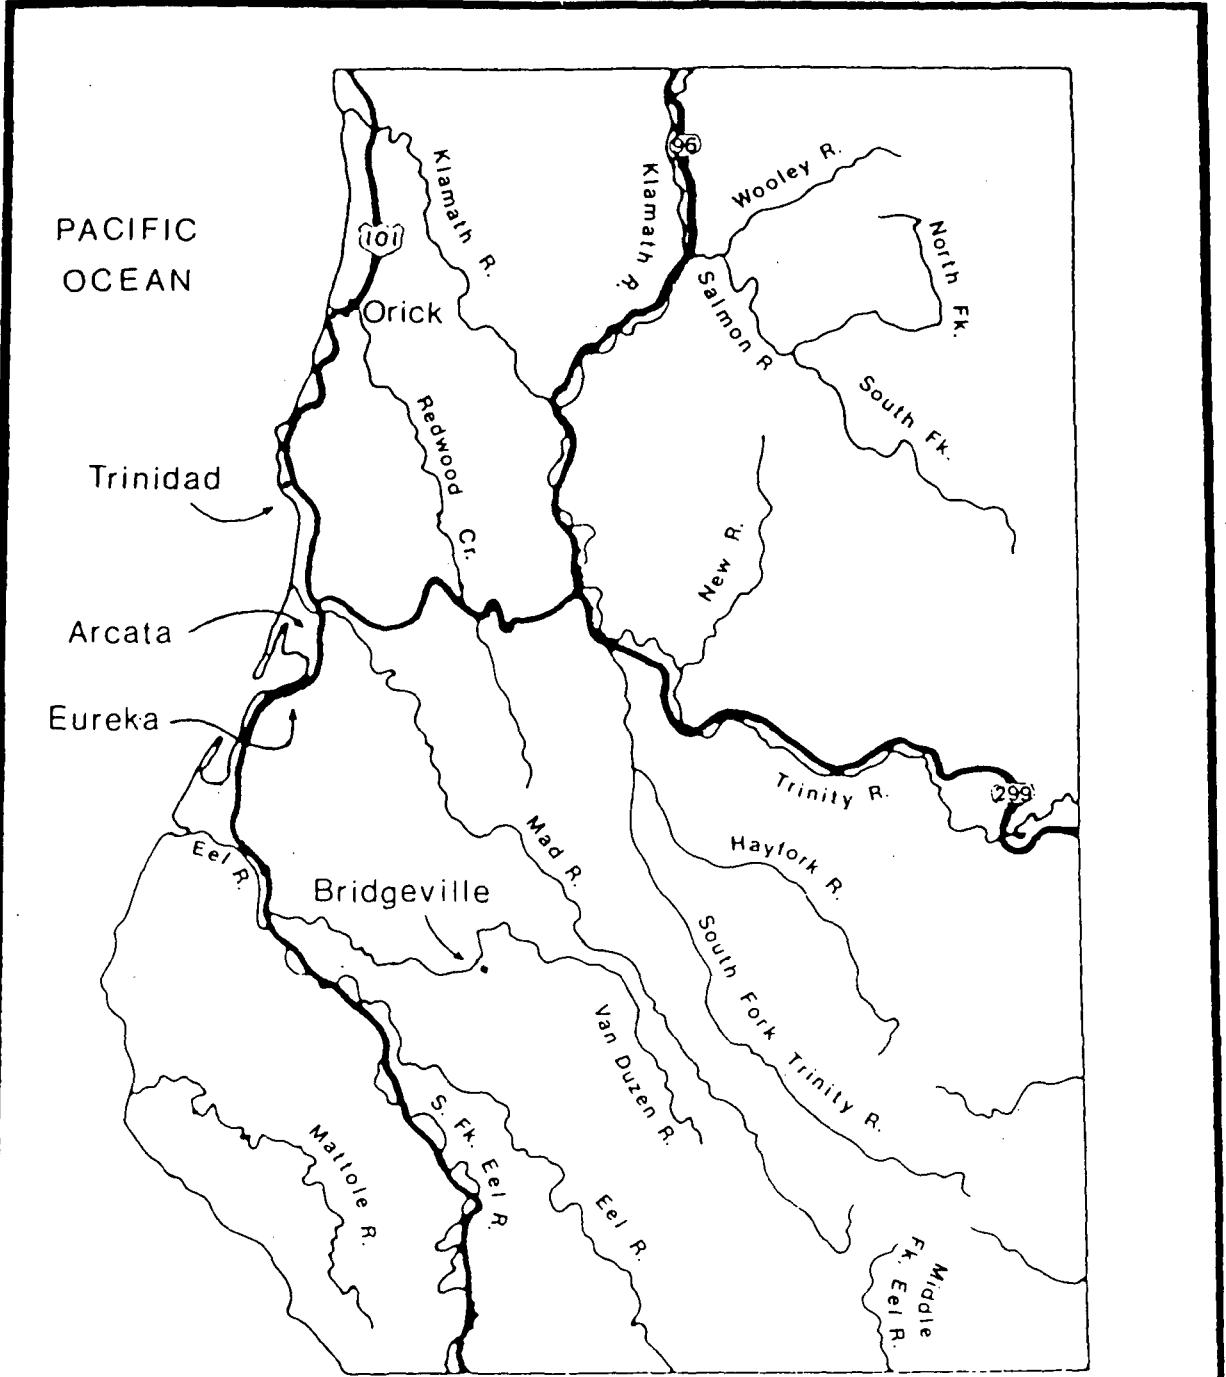 96
Wooley R.
Klamath R.
Klamath R.
PACIFIC
OCEAN
101
North Fk.
Salmon R
Orick
South Fk.
Redwood Cr.
Trinidad
New R.
Arcata
Eureka
Trinity R.
299
Mad R.
Hayfork R.
Eel R.
Bridgeville
South Fork Trinity R.
Van Duzen R.
S. Fk. Eel R.
Mattole R.
Eel R.
Middle
Fk. Eel R.